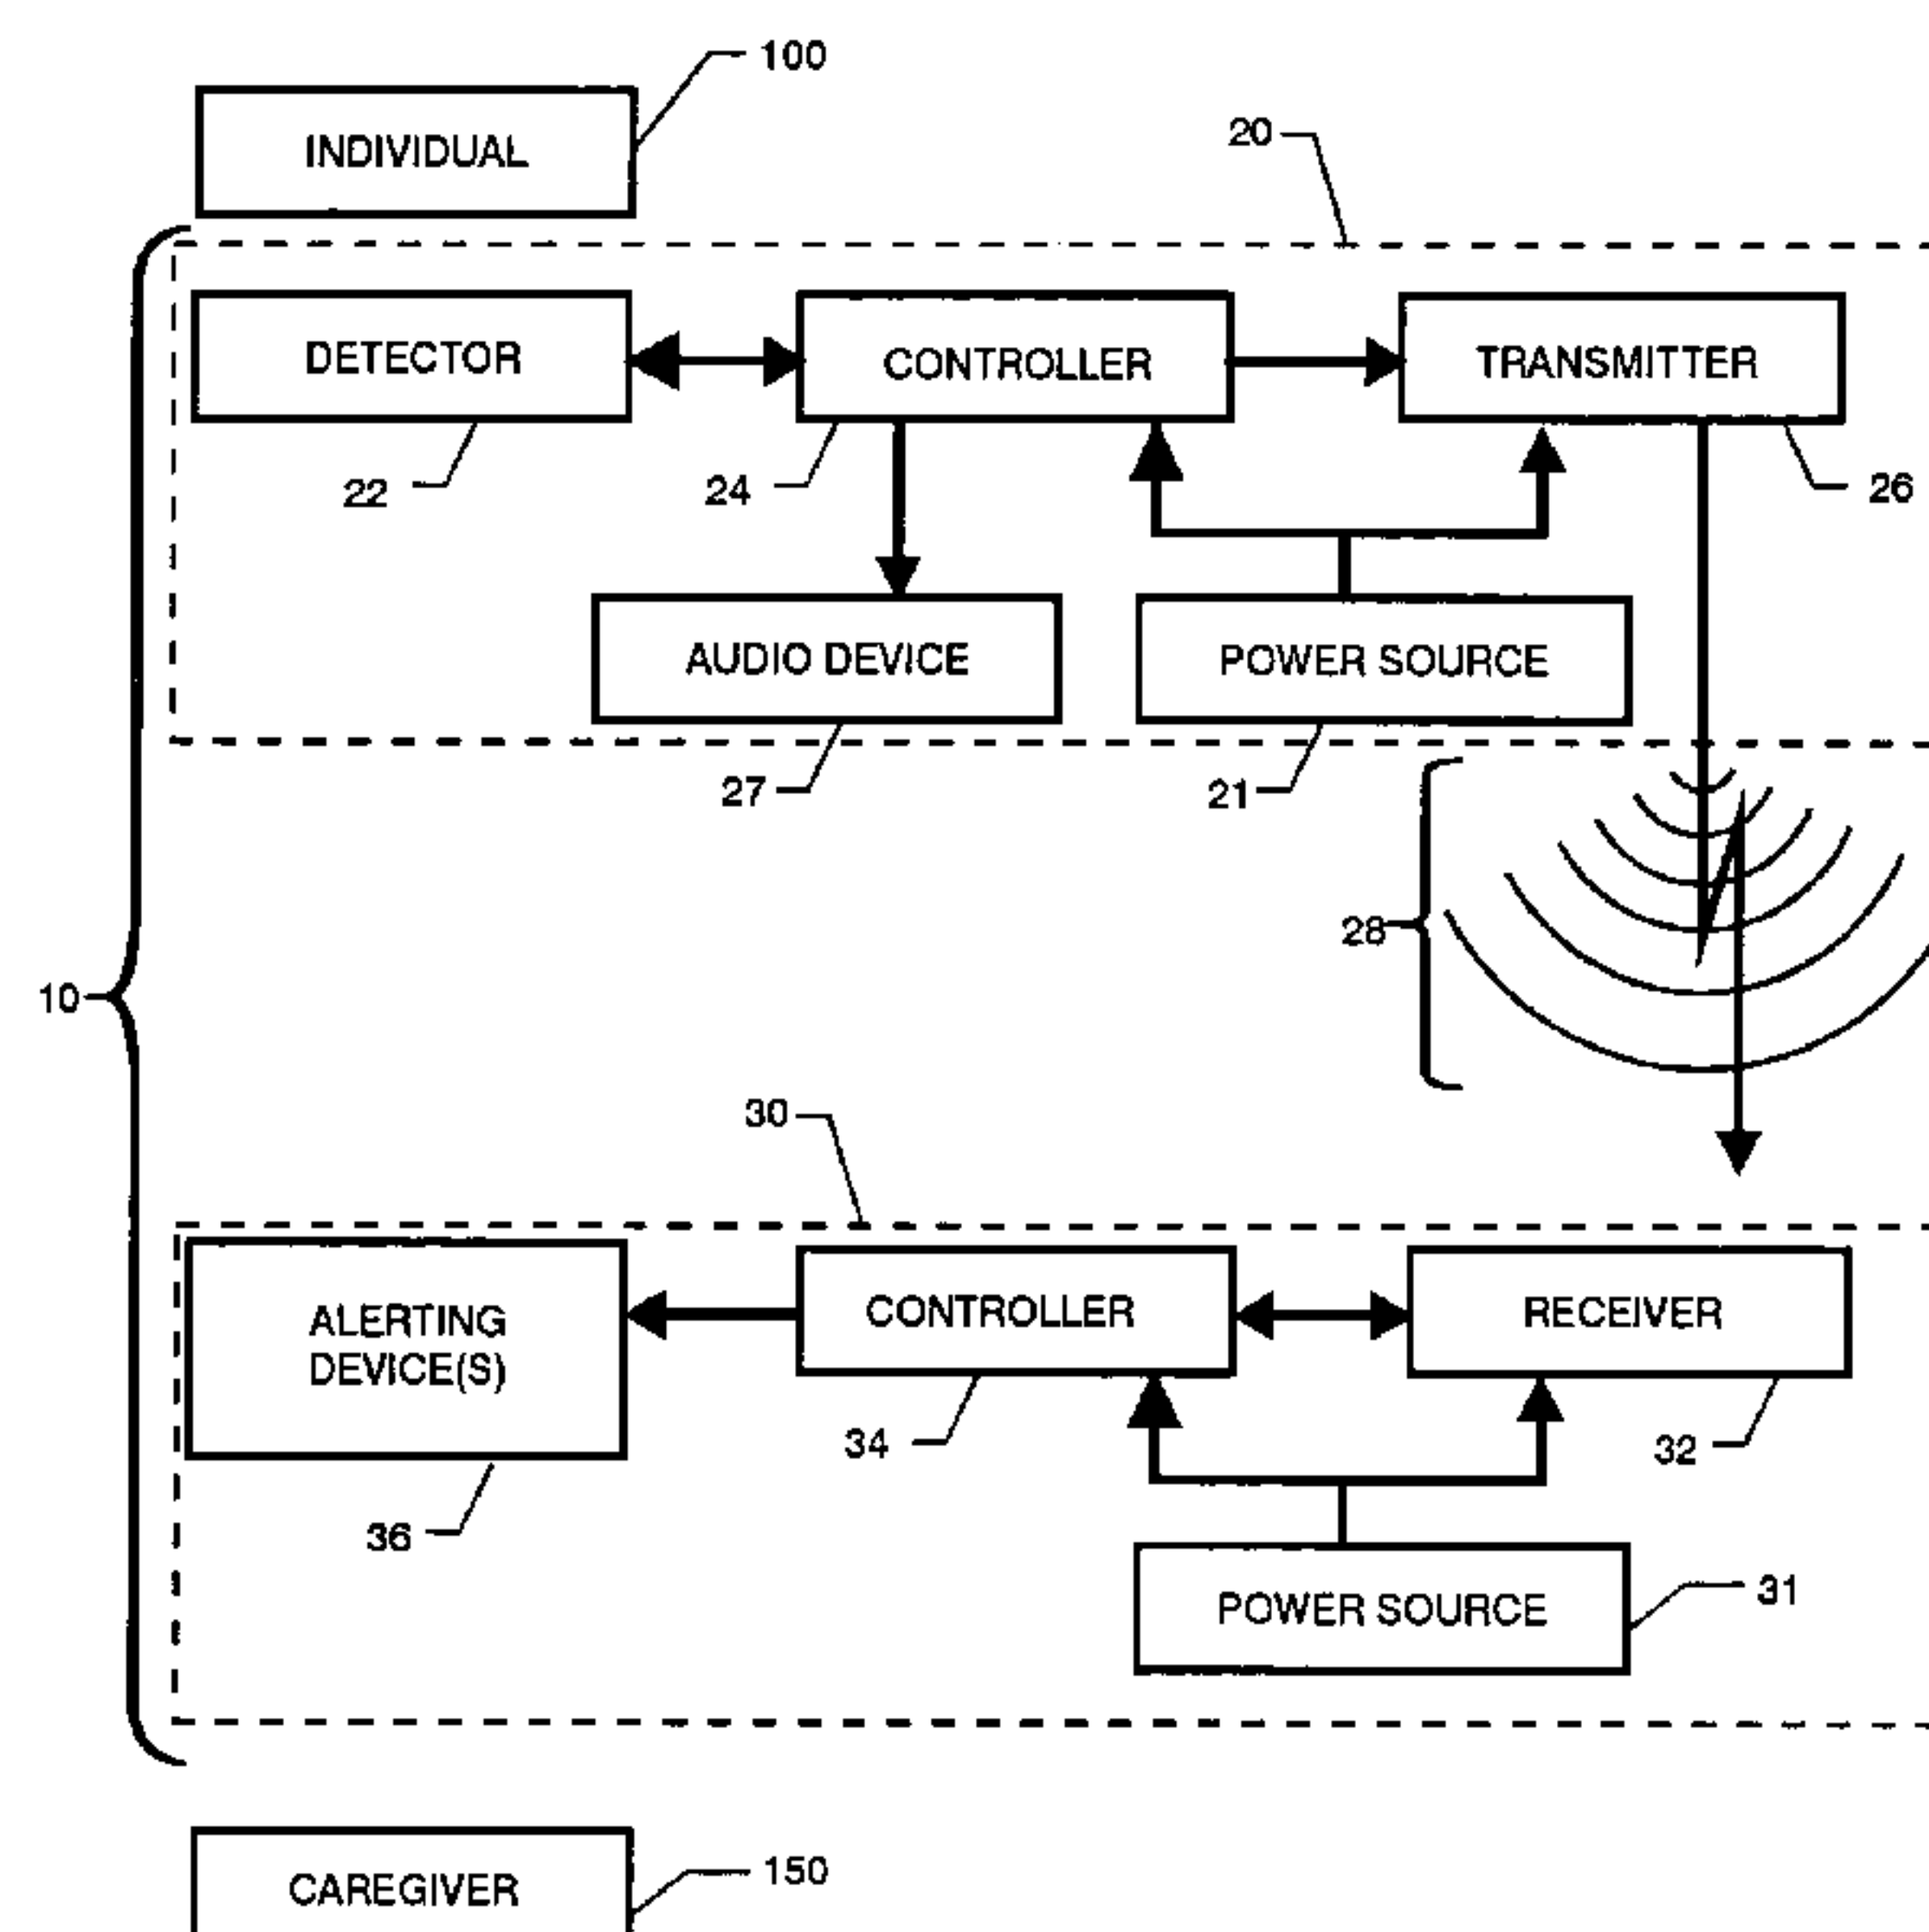 100
INDIVIDUAL
20
DETECTOR
CONTROLLER
TRANSMITTER
22
24
26
AUDIO DEVICE
POWER SOURCE
27
21
28
10
30
ALERTING
DEVICE(S)
CONTROLLER
RECEIVER
34
32
36
POWER SOURCE
31
CAREGIVER
150